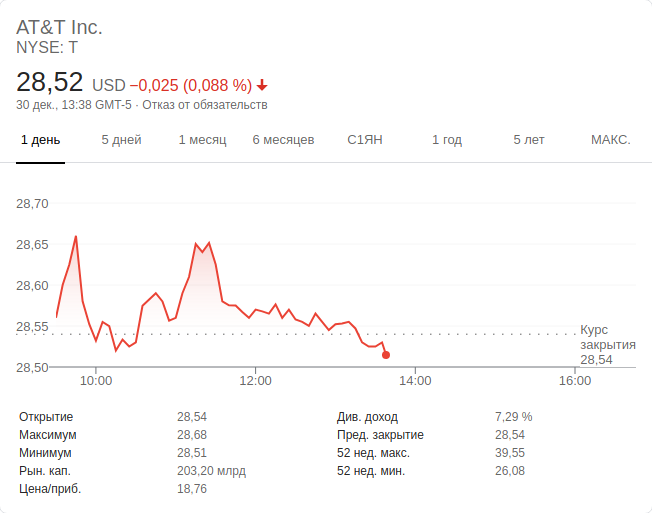 AT&T Inc.
NYSE: T
28,52 USD −0,025 (0,088 %)
30 дек., 13:38 GMT-5 · Отказ от обязательств
1 день 5 дней 1 месяц 6 месяцев С1ЯН 1 год 5 лет МАКС.
28,70
28,65
28,60
28,55
28,50
Курс
закрытия
28,54
10:00 12:00 14:00 16:00
Открытие 28,54 Див. доход 7,29 %
Максимум 28,68 Пред. закрытие 28,54
Минимум 28,51 52 нед. макс. 39,55
Рын. кап. 203,20 млрд 52 нед. мин. 26,08
Цена/приб. 18,76